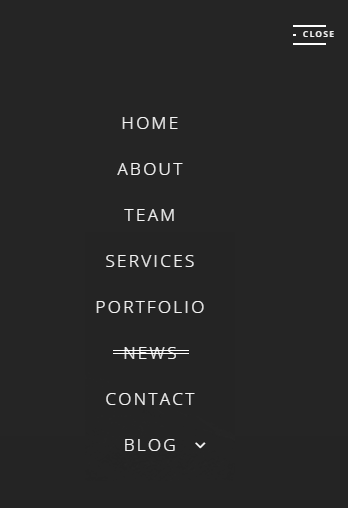 CLOSE
HOME
ABOUT
TEAM
SERVICES
PORTFOLIO
NEWS
CONTACT
BLOG